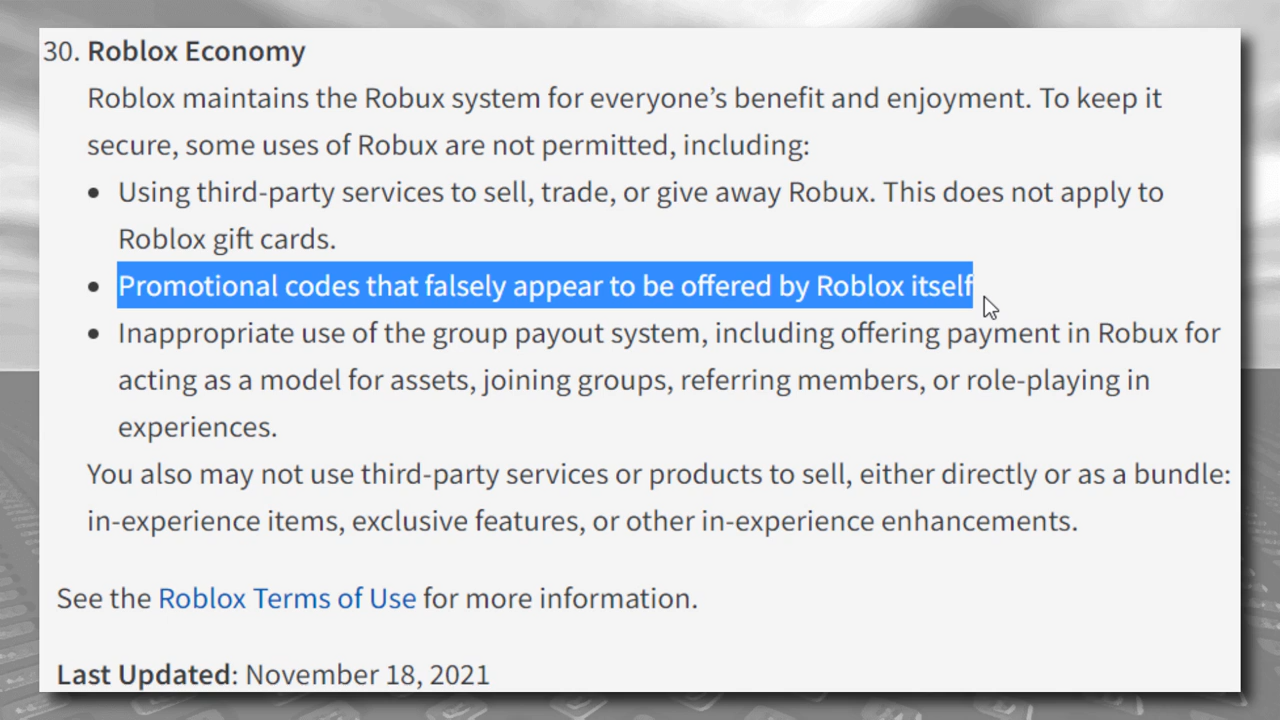 30. Roblox Economy
Roblox maintains the Robux system for everyone’s benefit and enjoyment. To keep it
secure, some uses of Robux are not permitted, including:
• Using third-party services to sell, trade, or give away Robux. This does not apply to
Roblox gift cards.
• Promotional codes that falsely appear to be offered by Roblox itself
• Inappropriate use of the group payout system, including offering payment in Robux for
acting as a model for assets, joining groups, referring members, or role-playing in
experiences.
You also may not use third-party services or products to sell, either directly or as a bundle:
in-experience items, exclusive features, or other in-experience enhancements.
See the Roblox Terms of Use for more information.
Last Updated: November 18, 2021